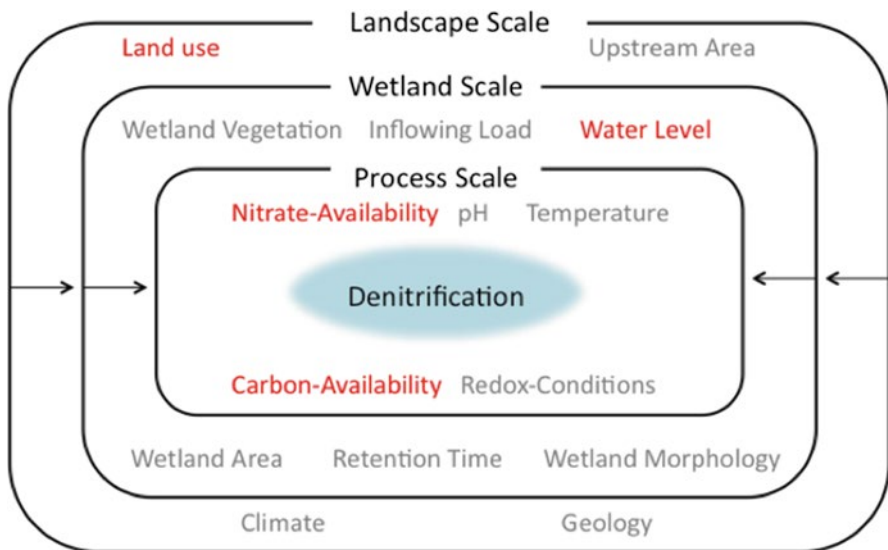 Landscape Scale
Land use Upstream Area
Wetland Scale
Wetland Vegetation Inflowing Load Water Level
Process Scale
Nitrate-Availability pH Temperature
Denitrification
Carbon-Availability Redox-Conditions
Wetland Area Retention Time Wetland Morphology
Climate Geology